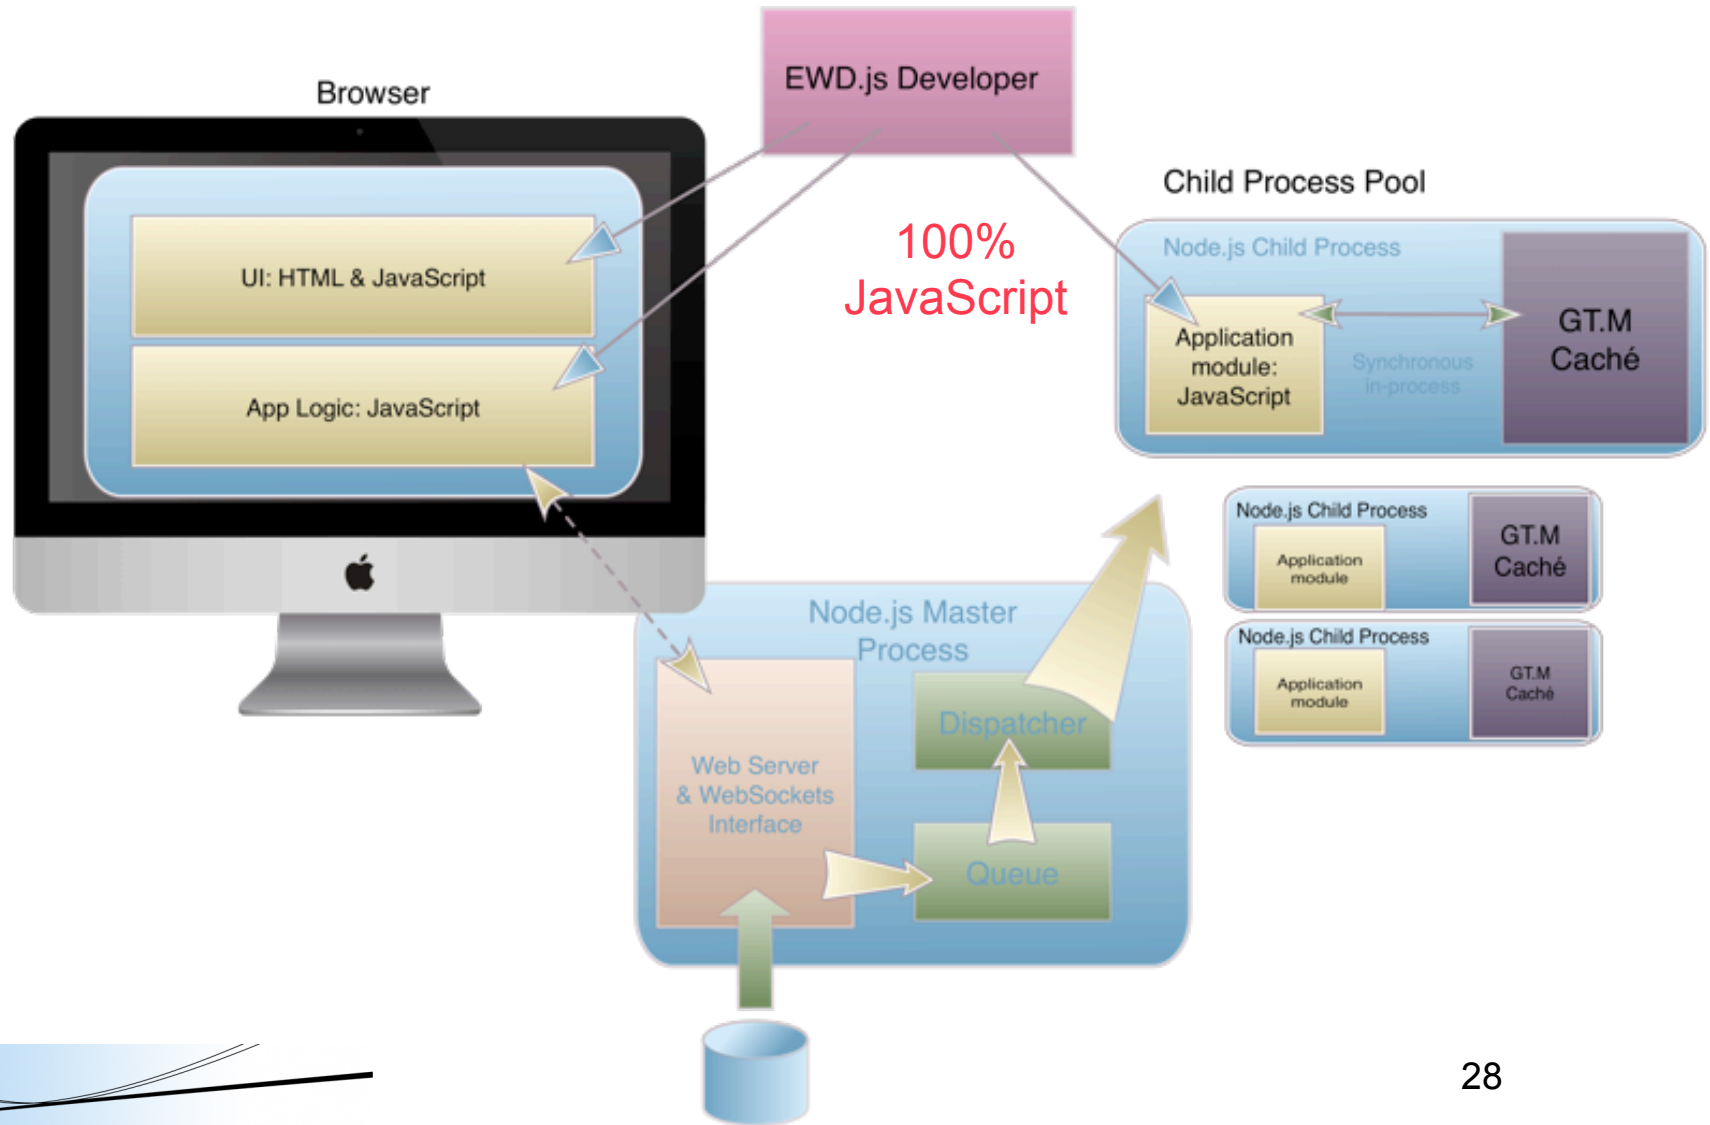 EWD.js Developer
Browser
UI: HTML & JavaScript
App Logic: JavaScript
100%
JavaScript
Child Process Pool
Node.js Child Process
Application
module:
JavaScript
Synchronous
in-process
GT.M
Caché
Node.js Child Process
Application
module
GT.M
Caché
Node.js Child Process
Application
module
GT.M
Caché
Node.js Master
Process
Web Server
& WebSockets
Interface
Dispatcher
Queue
28